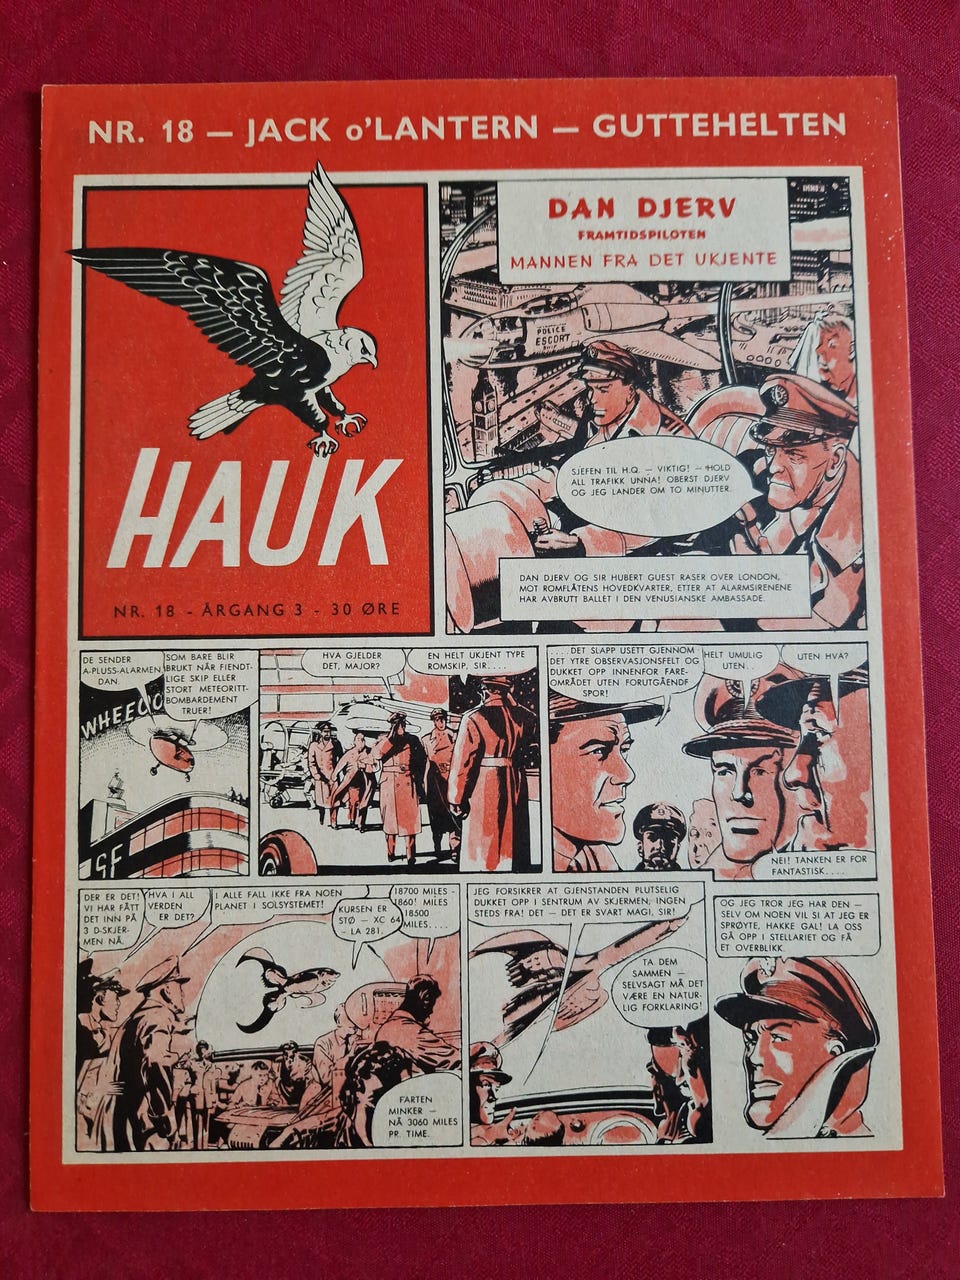 NR. 18 — JACK o'LANTERN — GUTTEHELTEN
HAUK
NR. 18 - ÅRGANG 3 - 30 ØRE
DAN DJERV
FRAMTIDSPILOTEN
MANNEN FRA DET UKJENTE
POLICE
ESCORT
SJEFEN TIL H.Q. — VIKTIG! — HOLD
ALL TRAFIKK UNNA! OBERST DJERV
OG JEG LANDER OM TO MINUTTER.
DAN DJERV OG SIR HUBERT GUEST RASER OVER LONDON,
MOT ROMFLÅTENS HOVEDKVARTER, ETTER AT ALARMSIRENENE
HAR AVBRUTT BALLET I DEN VENUSIANSKE AMBASSADE.
DE SENDER
A-PLUSS-ALARMEN
DAN.
SOM BARE BLIR
BRUKT NÅR FIENDT-
LIGE SKIP ELLER
STORT METEORITT-
BOMBARDEMENT
TRUER!
WHEEOO
SF
HVA GJELDER
DET, MAJOR?
EN HELT UKJENT TYPE
ROMSKIP, SIR....
....DET SLAPP USETT GJENNOM
DET YTRE OBSERVASJONSFELT OG
DUKKET OPP INNENFOR FARE-
OMRÅDET UTEN FORUTGÅENDE
SPOR!
HELT UMULIG
UTEN..
UTEN HVA?
NEI! TANKEN ER FOR
FANTASTISK....
DER ER DET!
VI HAR FÅTT
DET INN PÅ
3 D-SKJER-
MEN NÅ.
HVA I ALL
VERDEN
ER DET?
I ALLE FALL IKKE FRA NOEN
PLANET I SOLSYSTEMET!
KURSEN ER
STØ — XC 64
- LA 281.
18700 MILES -
1860! MILES
18500
MILES....
FARTEN
MINKER —
NÅ 3060 MILES
PR. TIME.
JEG FORSIKRER AT GJENSTANDEN PLUTSELIG
DUKKET OPP I SENTRUM AV SKJERMEN, INGEN
STEDS FRA! DET — DET ER SVART MAGI, SIR!
TA DEM
SAMMEN —
SELVSAGT MÅ DET
VÆRE EN NATUR-
LIG FORKLARING!
OG JEG TROR JEG HAR DEN —
SELV OM NOEN VIL SI AT JEG ER
SPRØYTE, HAKKE GAL! LA OSS
GÅ OPP I STELLARIET OG FÅ
ET OVERBLIKK.